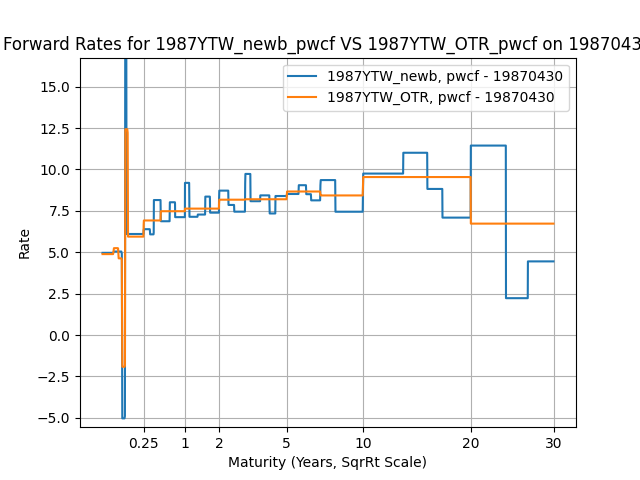 Forward Rates for 1987YTW_newb_pwcf VS 1987YTW_OTR_pwcf on 1987043
1987YTW_newb, pwcf - 19870430
1987YTW_OTR, pwcf - 19870430
15.0
12.5
10.0
7.5
5.0
2.5
0.0
−2.5
−5.0
Rate
0.25 1 2 5 10 20 30
Maturity (Years, SqrRt Scale)